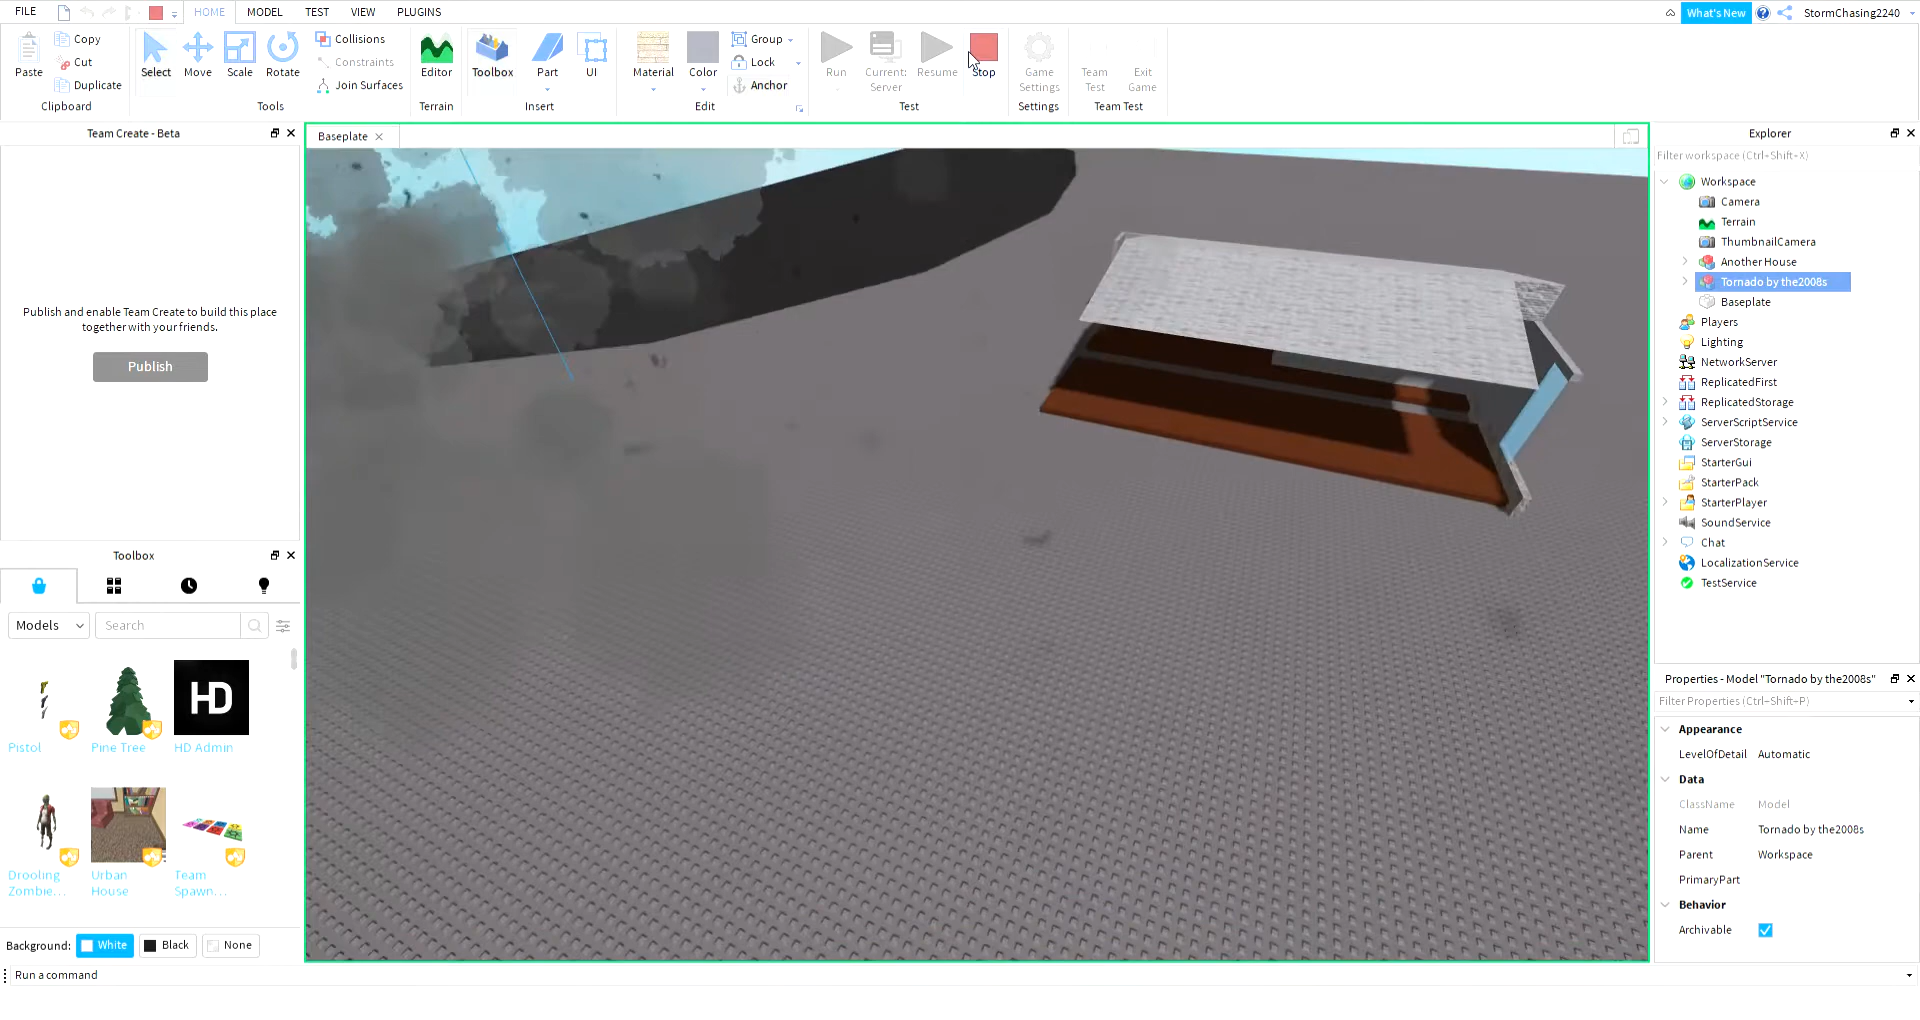 FILE
HOME
MODEL
TEST
VIEW
PLUGINS
What's New
StormChasing2240
Paste
Copy
Cut
Duplicate
Clipboard
Select
Move
Scale
Rotate
Collisions
Constraints
Join Surfaces
Tools
Editor
Terrain
Toolbox
Part
UI
Insert
Material
Color
Group
Lock
Anchor
Edit
Run
Current:
Server
Resume
Stop
Test
Game
Settings
Settings
Team
Test
Exit
Game
Team Test
Team Create - Beta
Publish and enable Team Create to build this place
together with your friends.
Publish
Toolbox
Models
Search
Pistol
Pine Tree
HD
HD Admin
Drooling
Zombie...
Urban
House
Team
Spawn...
Background:
White
Black
None
Run a command
Baseplate
Explorer
Filter workspace (Ctrl+Shift+X)
Workspace
Camera
Terrain
ThumbnailCamera
Another House
Tornado by the2008s
Baseplate
Players
Lighting
NetworkServer
ReplicatedFirst
ReplicatedStorage
ServerScriptService
ServerStorage
StarterGui
StarterPack
StarterPlayer
SoundService
Chat
LocalizationService
TestService
Properties - Model "Tornado by the2008s"
Filter Properties (Ctrl+Shift+P)
Appearance
LevelOfDetail Automatic
Data
ClassName Model
Name Tornado by the2008s
Parent Workspace
PrimaryPart
Behavior
Archivable